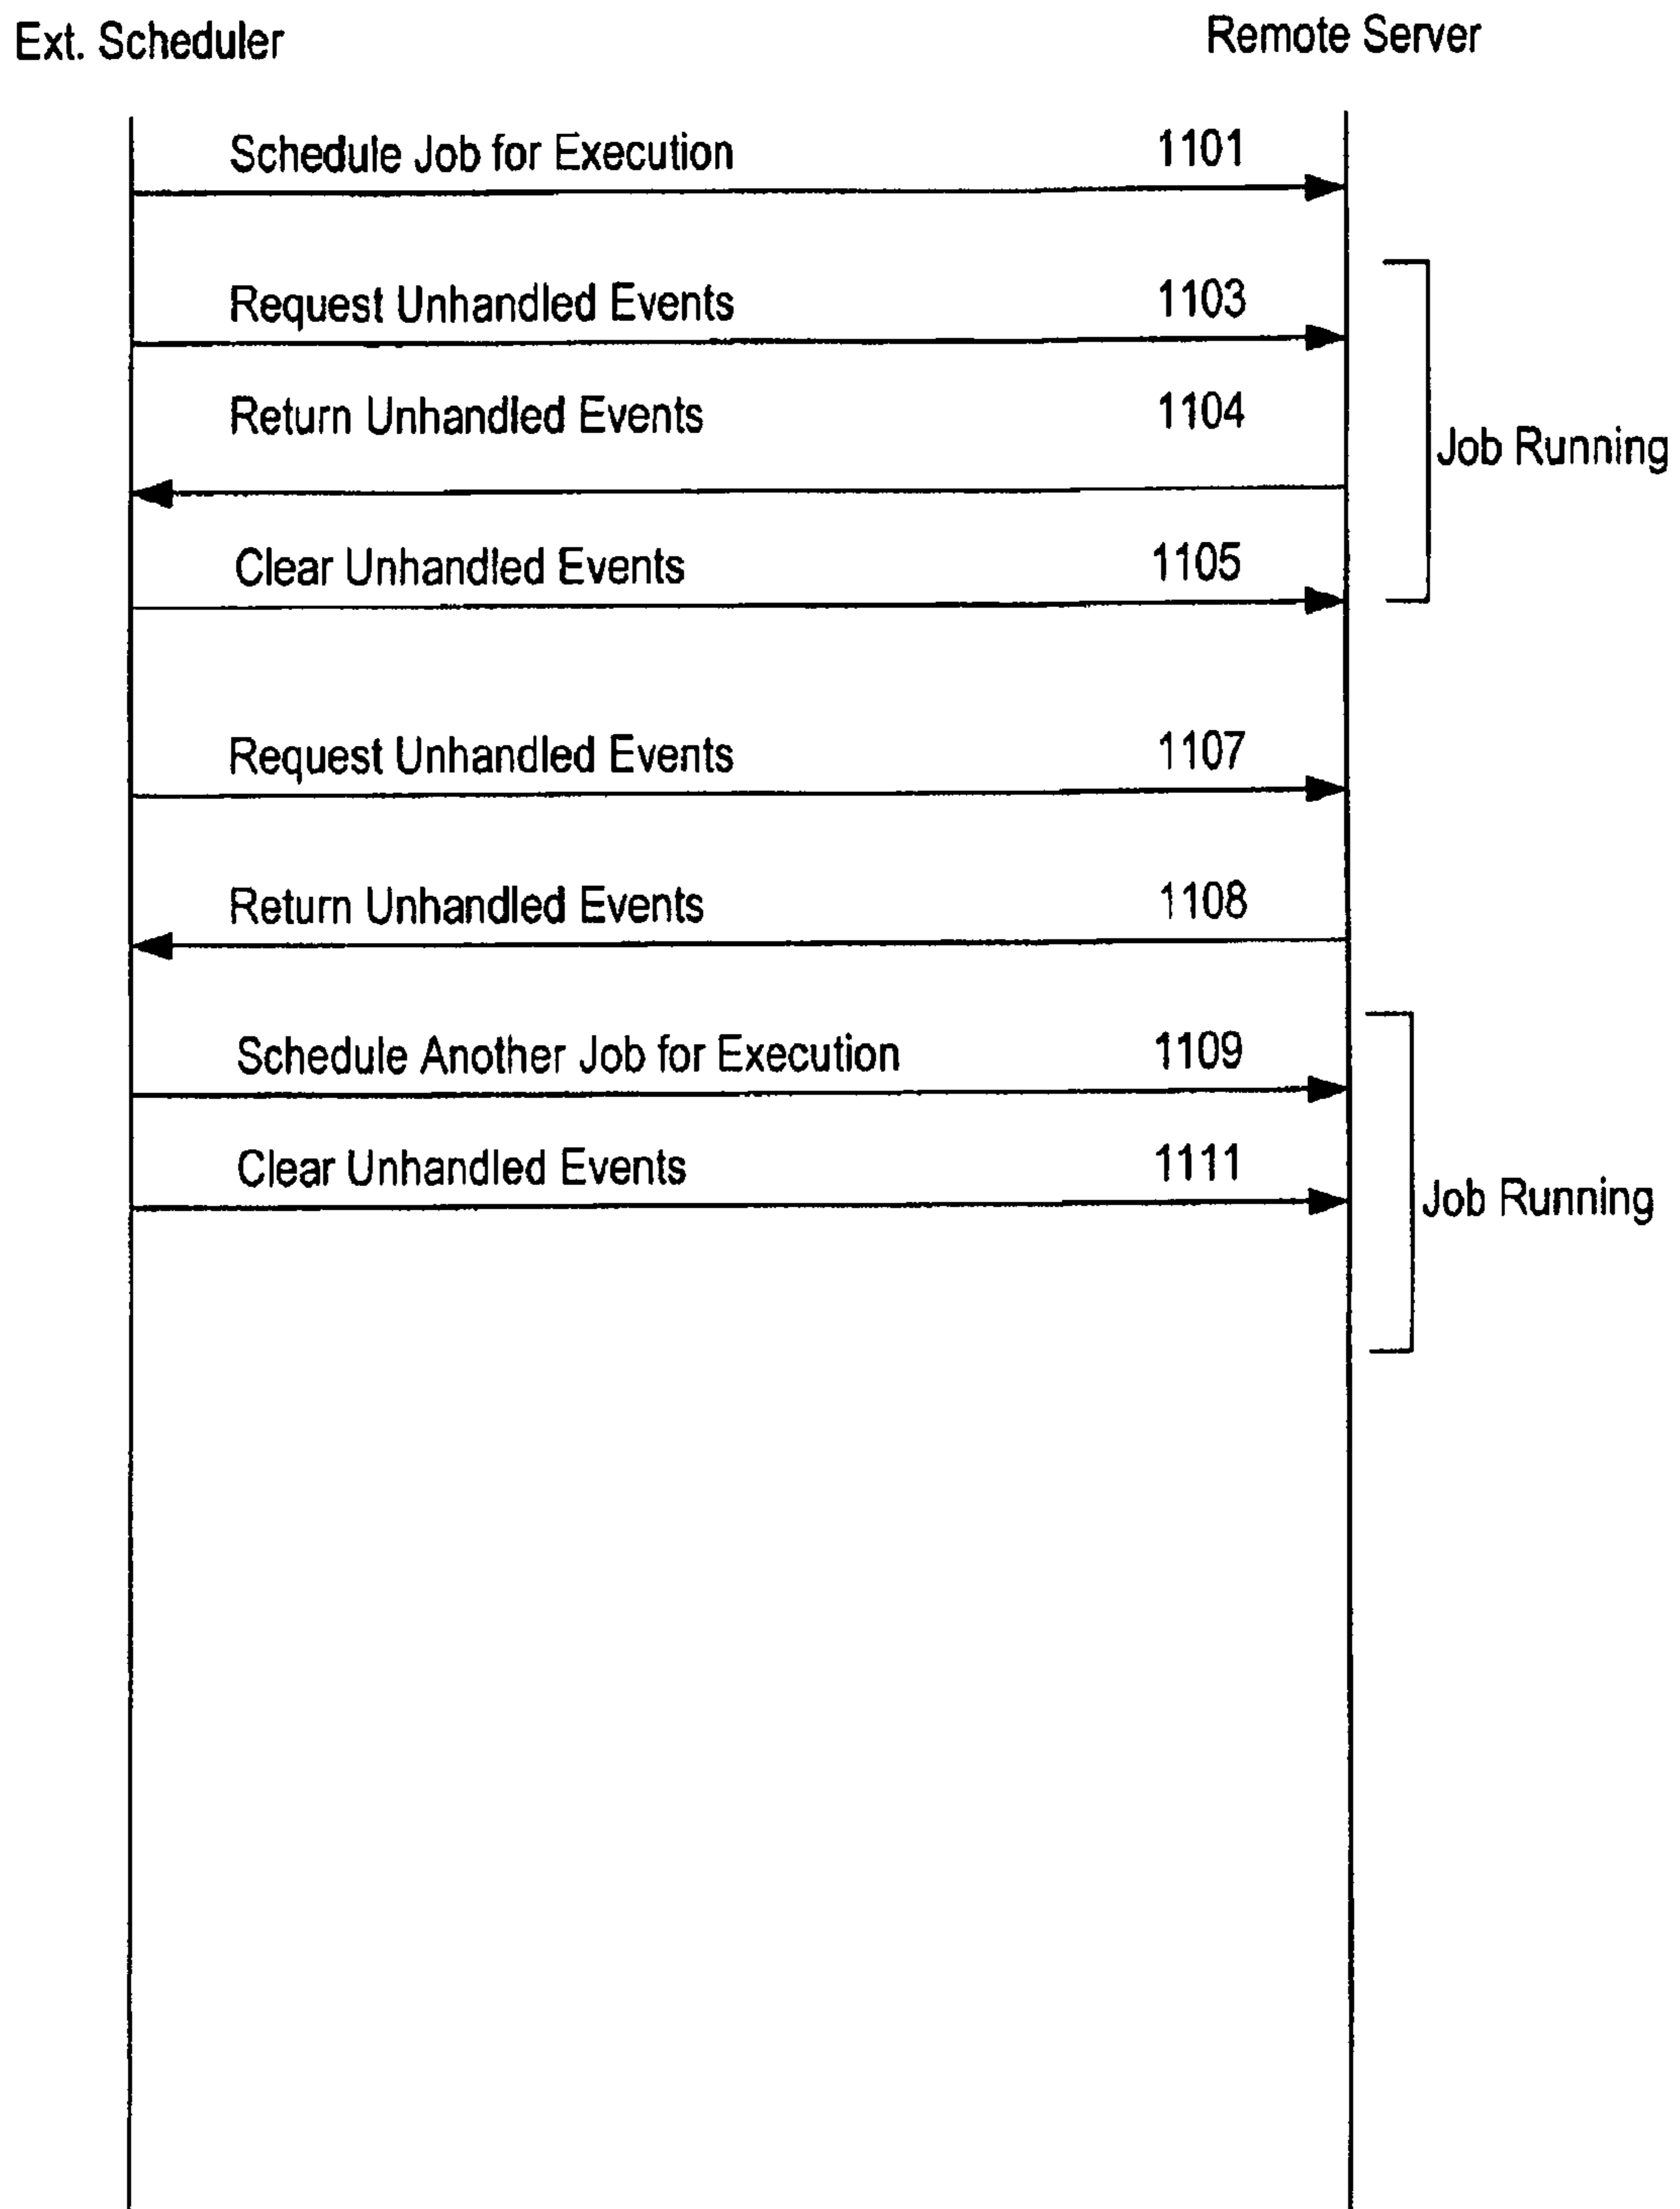 Ext. Scheduler
Remote Server
Schedule Job for Execution 1101
Request Unhandled Events 1103
Return Unhandled Events 1104
Job Running
Clear Unhandled Events 1105
Request Unhandled Events 1107
Return Unhandled Events 1108
Schedule Another Job for Execution 1109
Clear Unhandled Events 1111
Job Running